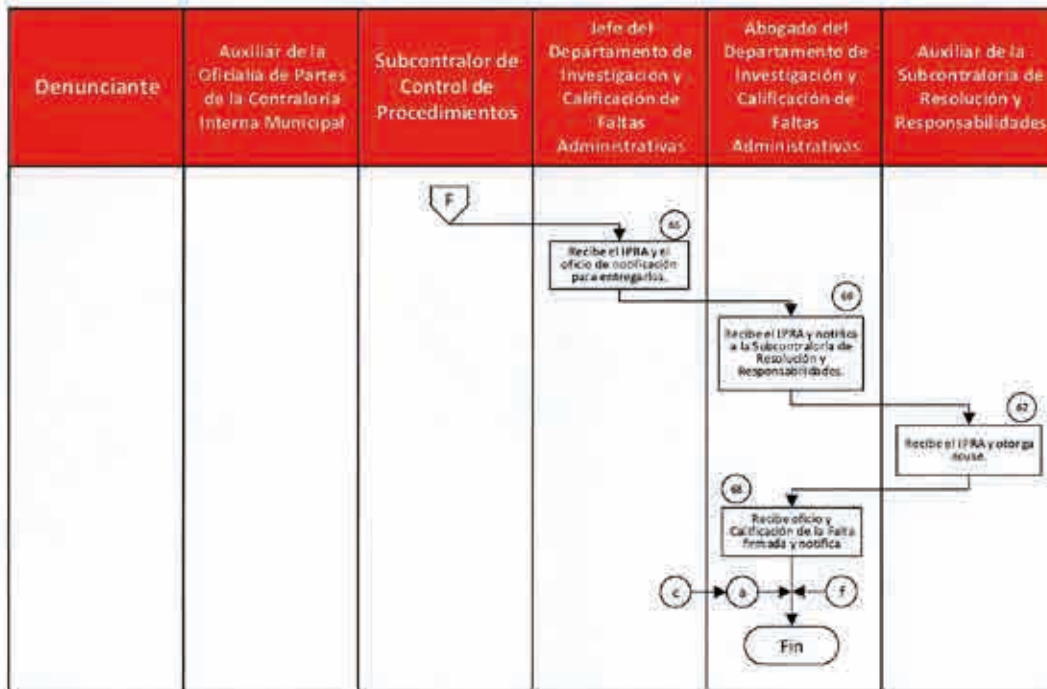 Denunciante
Auxiliar de la
Oficialía de Partes
de la Contraloría
Interna Municipal
Subcontralor de
Control de
Procedimientos
Jefe del
Departamento de
Investigación y
Calificación de
Faltas
Administrativas
Abogado del
Departamento de
Investigación y
Calificación de
Faltas
Administrativas
Auxiliar de la
Subcontraloría de
Resolución y
Responsabilidades
F
Recibe el IPRA y el
oficio de notificación
para entregarlos.
Recibe el IPRA y notifica
a la Subcontraloría de
Resolución y
Responsabilidades.
Recibe el IPRA y otorga
acuse.
Recibe oficio y
Calificación de la Falta
firmada y notifica
c
a
f
Fin